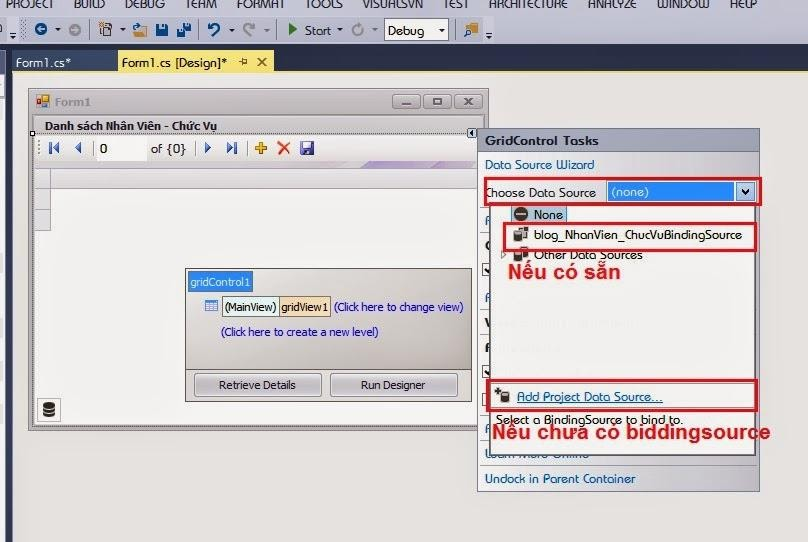 PROJECT BUILD DEBUG TEAM FORMAT TOOLS VISUALSVN TEST ARCHITECTURE ANALYZE WINDOW HELP
Start Debug
Form1.cs* Form1.cs [Design]*
Form1
Danh sách Nhân Viên - Chức Vụ
0 of {0}
GridControl Tasks
Data Source Wizard
Choose Data Source (none)
None
blog_NhanVien_ChucVuBindingSource
Other Data Sources
Nếu có sẵn
gridControl1
(MainView) gridView1 (Click here to change view)
(Click here to create a new level)
Retrieve Details Run Designer
Add Project Data Source...
Select a BindingSource to bind to.
Nếu chưa có biddingsource
Learn More Online
Undock in Parent Container